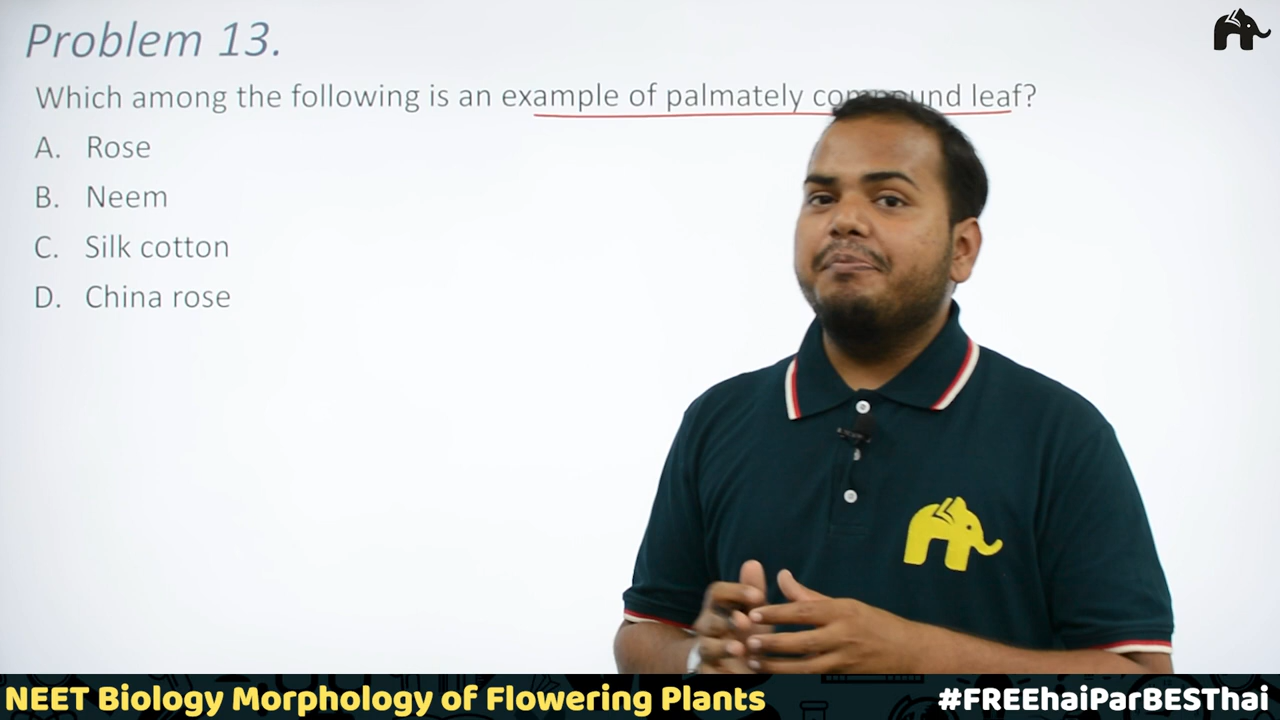 Problem 13.
Which among the following is an example of palmately compound leaf?
A. Rose
B. Neem
C. Silk cotton
D. China rose
NEET Biology Morphology of Flowering Plants
#FREEhaiParBESThai